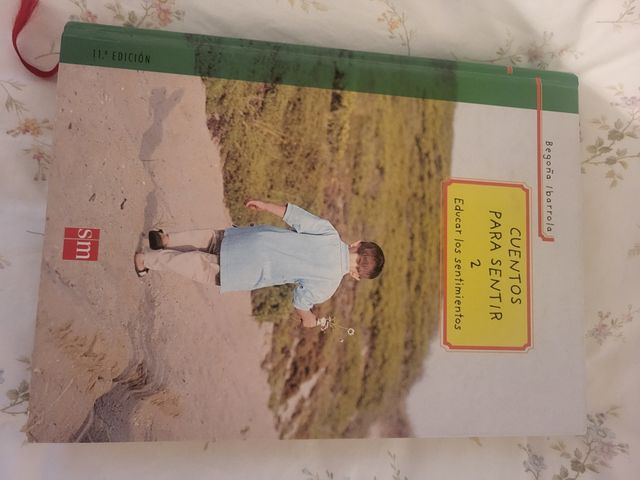 Begoña Ibarrola
CUENTOS
PARA SENTIR
2
Educar los sentimientos
sm
11.ª EDICIÓN